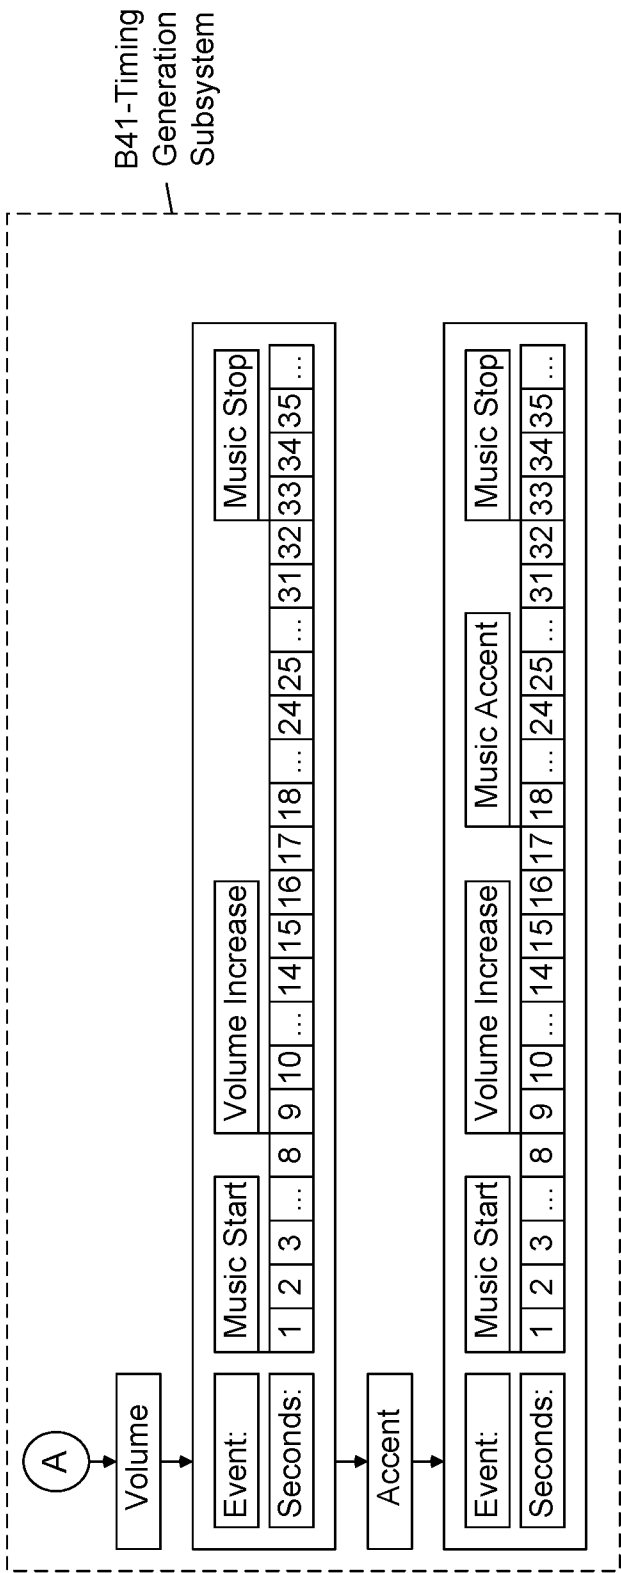 B41-Timing
Generation
Subsystem
A
Volume
Event: Music Start Volume Increase Music Stop
Seconds: 1 2 3 ... 8 9 10 ... 14 15 16 17 18 ... 24 25 ... 31 32 33 34 35 ...
Accent
Event: Music Start Volume Increase Music Accent Music Stop
Seconds: 1 2 3 ... 8 9 10 ... 14 15 16 17 18 ... 24 25 ... 31 32 33 34 35 ...